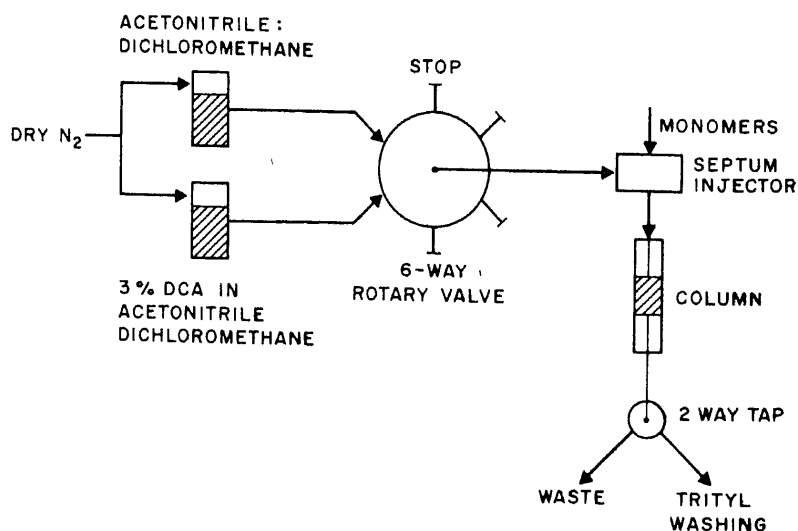 ACETONITRILE:
DICHLOROMETHANE
STOP
DRY N₂
MONOMERS
SEPTUM
INJECTOR
6-WAY
ROTARY VALVE
3% DCA IN
ACETONITRILE
DICHLOROMETHANE
COLUMN
2 WAY TAP
WASTE
TRITYL
WASHING